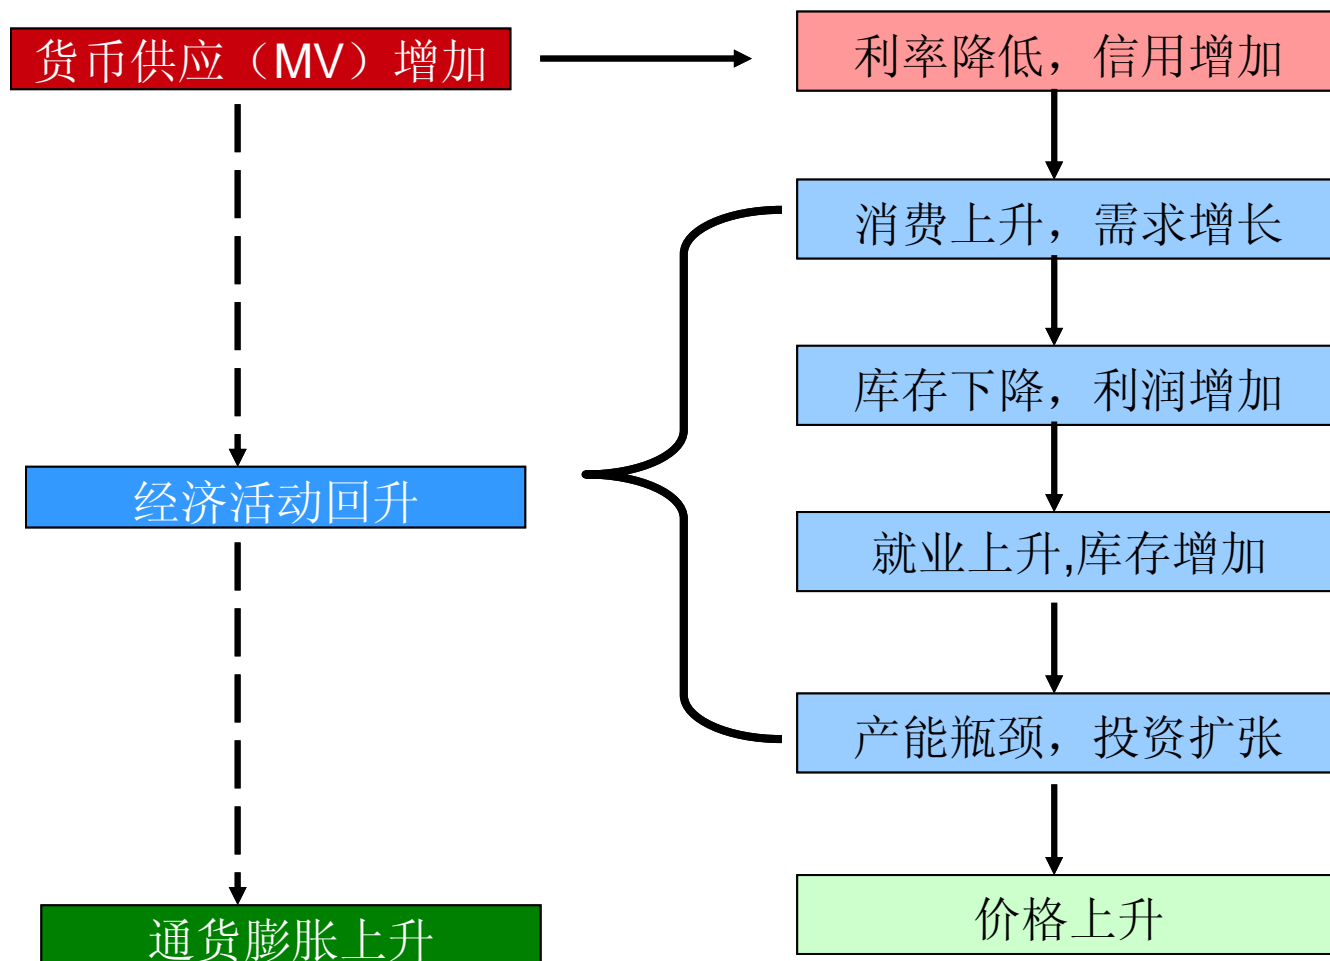 货币供应（MV）增加
利率降低，信用增加
消费上升，需求增长
库存下降，利润增加
经济活动回升
就业上升,库存增加
产能瓶颈，投资扩张
价格上升
通货膨胀上升